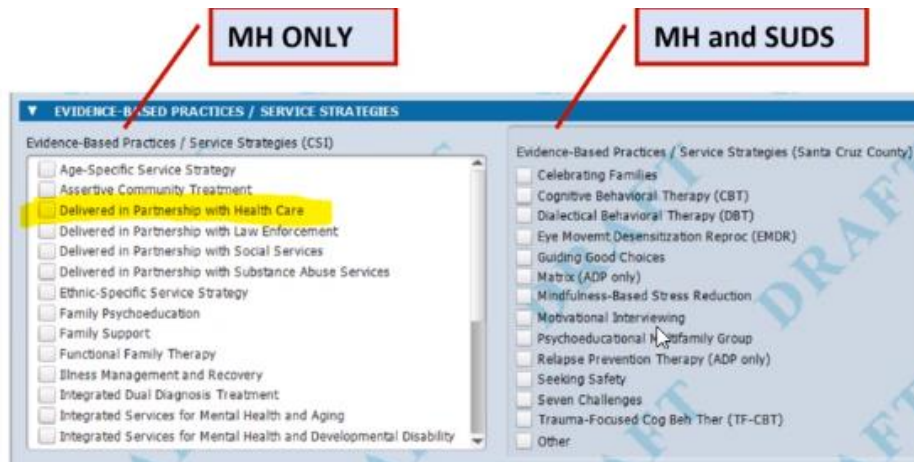 MH ONLY
MH and SUDS
EVIDENCE-BASED PRACTICES / SERVICE STRATEGIES
Evidence-Based Practices / Service Strategies (CSI)
Age-Specific Service Strategy
Assertive Community Treatment
Delivered in Partnership with Health Care
Delivered in Partnership with Law Enforcement
Delivered in Partnership with Social Services
Delivered in Partnership with Substance Abuse Services
Ethnic-Specific Service Strategy
Family Psychoeducation
Family Support
Functional Family Therapy
Illness Management and Recovery
Integrated Dual Diagnosis Treatment
Integrated Services for Mental Health and Aging
Integrated Services for Mental Health and Developmental Disability
Evidence-Based Practices / Service Strategies (Santa Cruz County)
Celebrating Families
Cognitive Behavioral Therapy (CBT)
Dialectical Behavioral Therapy (DBT)
Eye Movemt Desensitization Reproc (EMDR)
Guiding Good Choices
Matrix (ADP only)
Mindfulness-Based Stress Reduction
Motivational Interviewing
Psychoeducational Multifamily Group
Relapse Prevention Therapy (ADP only)
Seeking Safety
Seven Challenges
Trauma-Focused Cog Beh Ther (TF-CBT)
Other
DRAFT